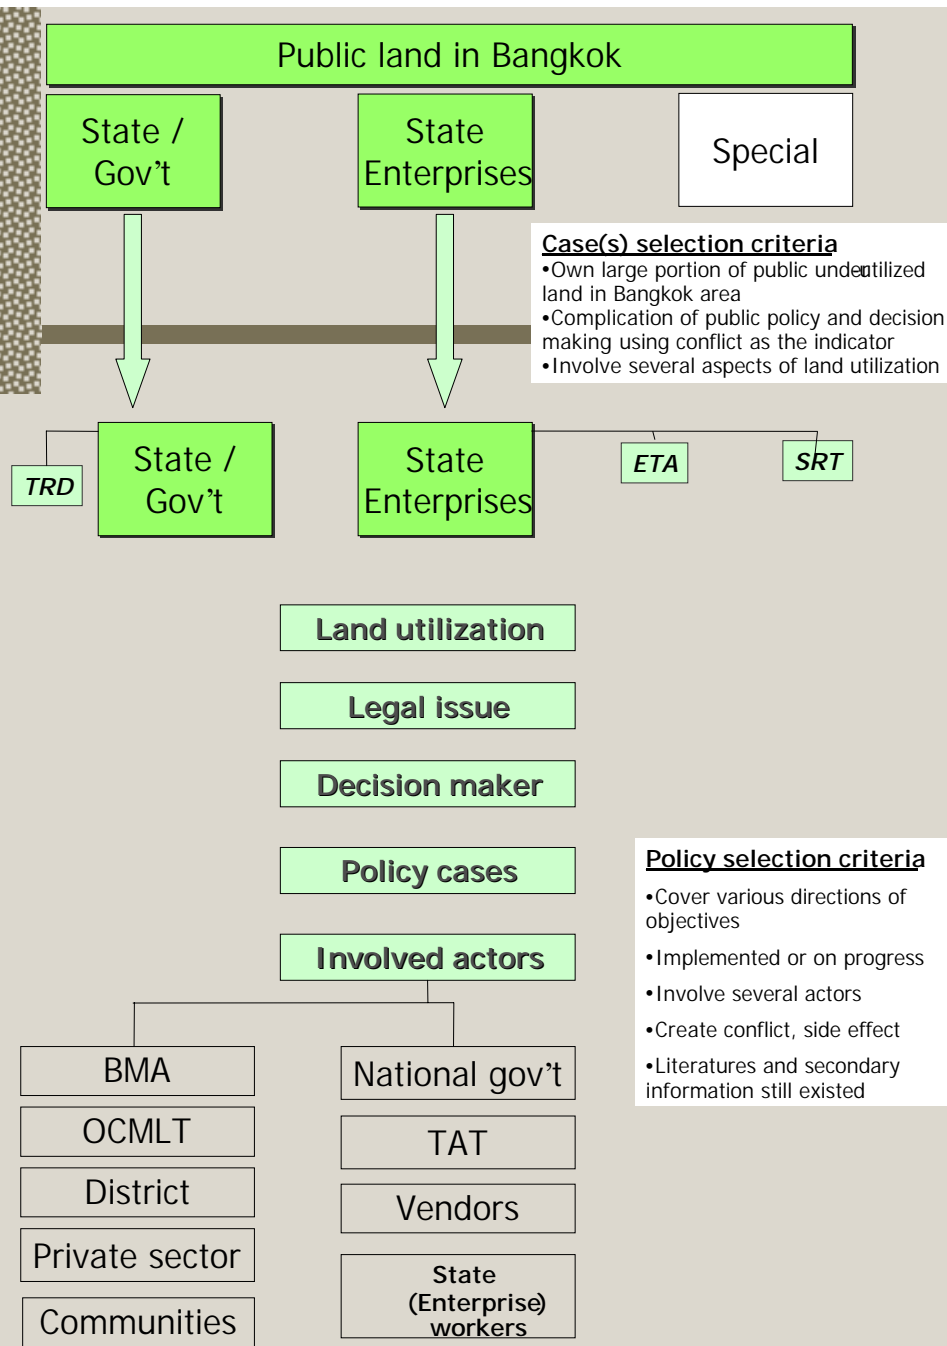 Public land in Bangkok
State /
Gov't
State
Enterprises
Special
Case(s) selection criteria
•Own large portion of public underutilized
land in Bangkok area
•Complication of public policy and decision
making using conflict as the indicator
•Involve several aspects of land utilization
TRD
State /
Gov't
State
Enterprises
ETA
SRT
Land utilization
Legal issue
Decision maker
Policy cases
Involved actors
Policy selection criteria
•Cover various directions of
objectives
•Implemented or on progress
•Involve several actors
•Create conflict, side effect
•Literatures and secondary
information still existed
BMA
OCMLT
District
Private sector
Communities
National gov't
TAT
Vendors
State
(Enterprise)
workers